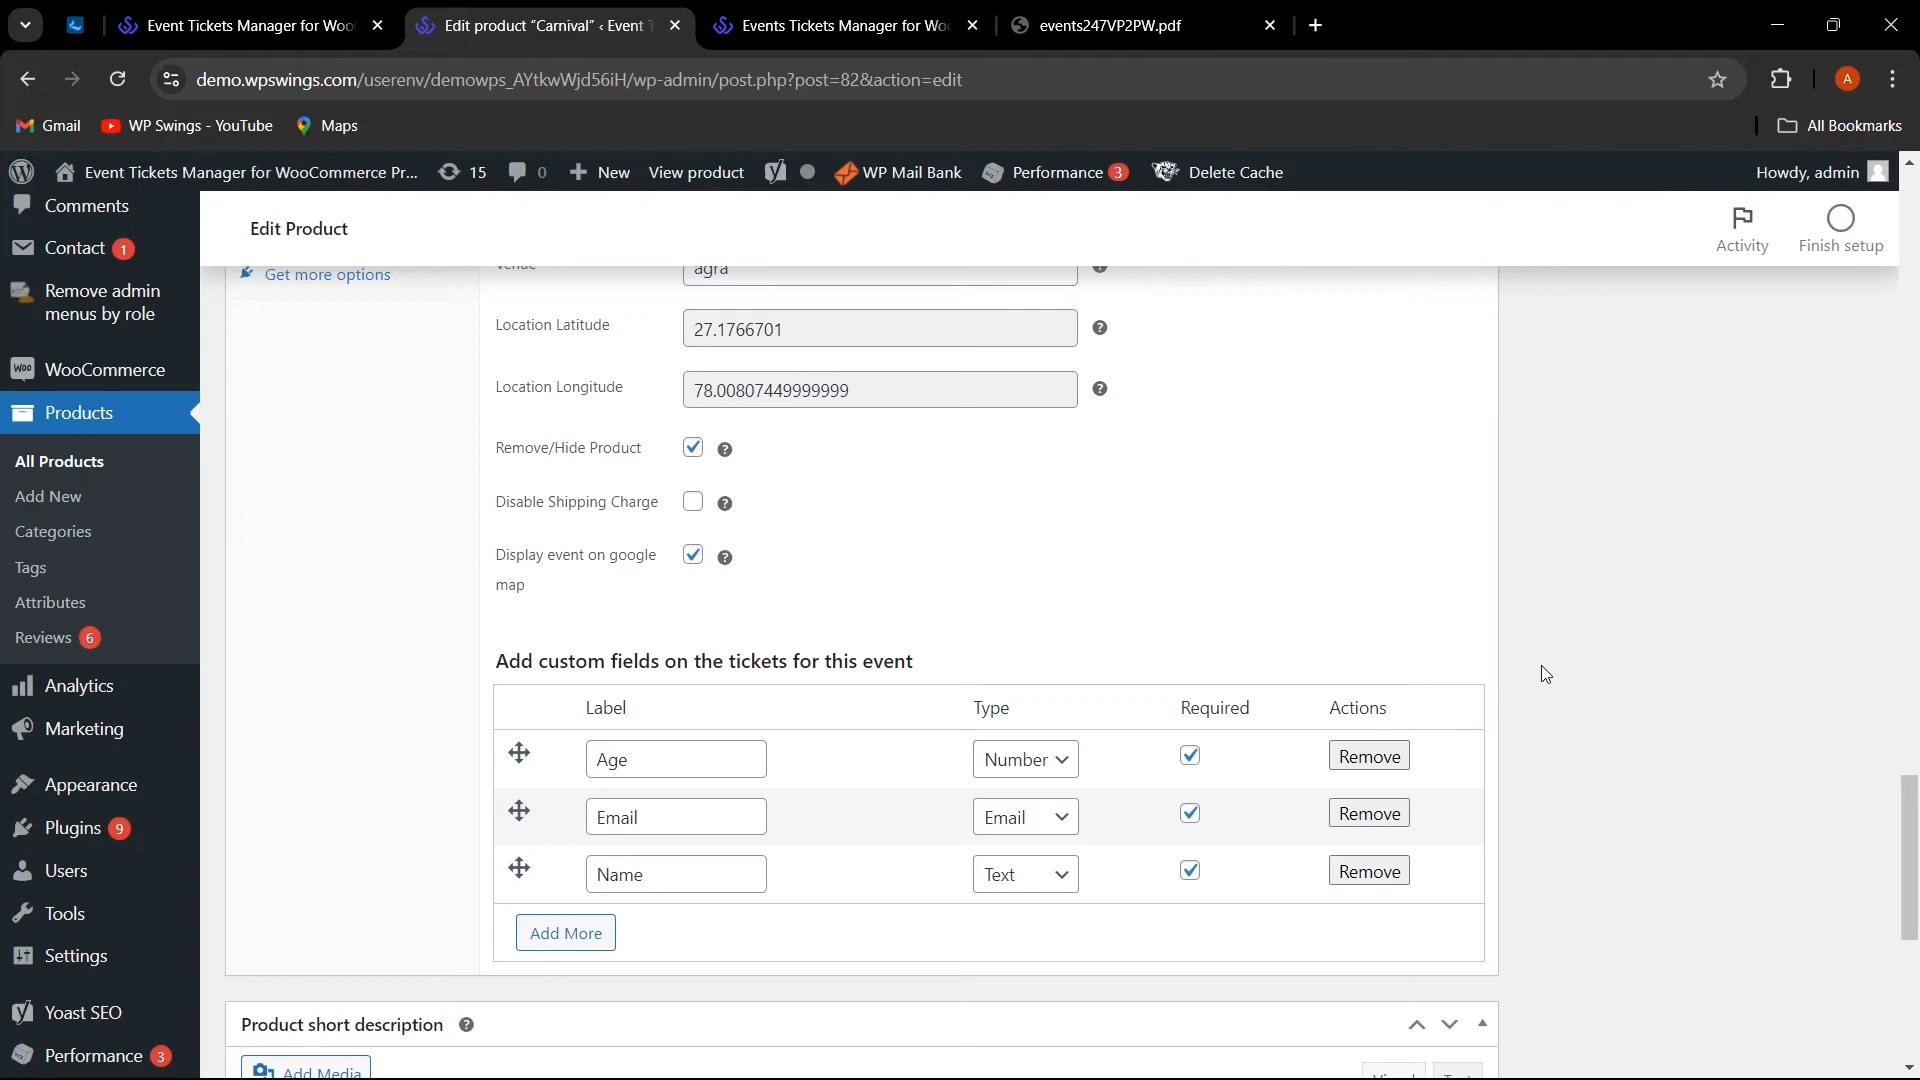 Event Tickets Manager for Woo
Edit product "Carnival" ‹ Event T
Events Tickets Manager for Wo
events247VP2PW.pdf
demo.wpswings.com/userenv/demowps_AYtkwWjd56iH/wp-admin/post.php?post=82&action=edit
A
Gmail
WP Swings - YouTube
Maps
All Bookmarks
Event Tickets Manager for WooCommerce Pr...
15
0
New
View product
WP Mail Bank
Performance 3
Delete Cache
Howdy, admin
Comments
Contact 1
Remove admin
menus by role
WooCommerce
Products
All Products
Add New
Categories
Tags
Attributes
Reviews 6
Analytics
Marketing
Appearance
Plugins 9
Users
Tools
Settings
Yoast SEO
Performance 3
Edit Product
Activity
Finish setup
Get more options
Venue
agra
Location Latitude
27.1766701
Location Longitude
78.00807449999999
Remove/Hide Product
Disable Shipping Charge
Display event on google
map
Add custom fields on the tickets for this event
Label Type Required Actions
Age Number Remove
Email Email Remove
Name Text Remove
Add More
Product short description
Add Media